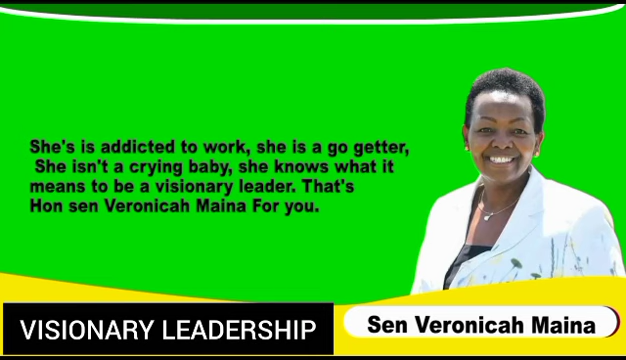 She's is addicted to work, she is a go getter,
She isn't a crying baby, she knows what it
means to be a visionary leader. That's
Hon sen Veronicah Maina For you.
VISIONARY LEADERSHIP
Sen Veronicah Maina